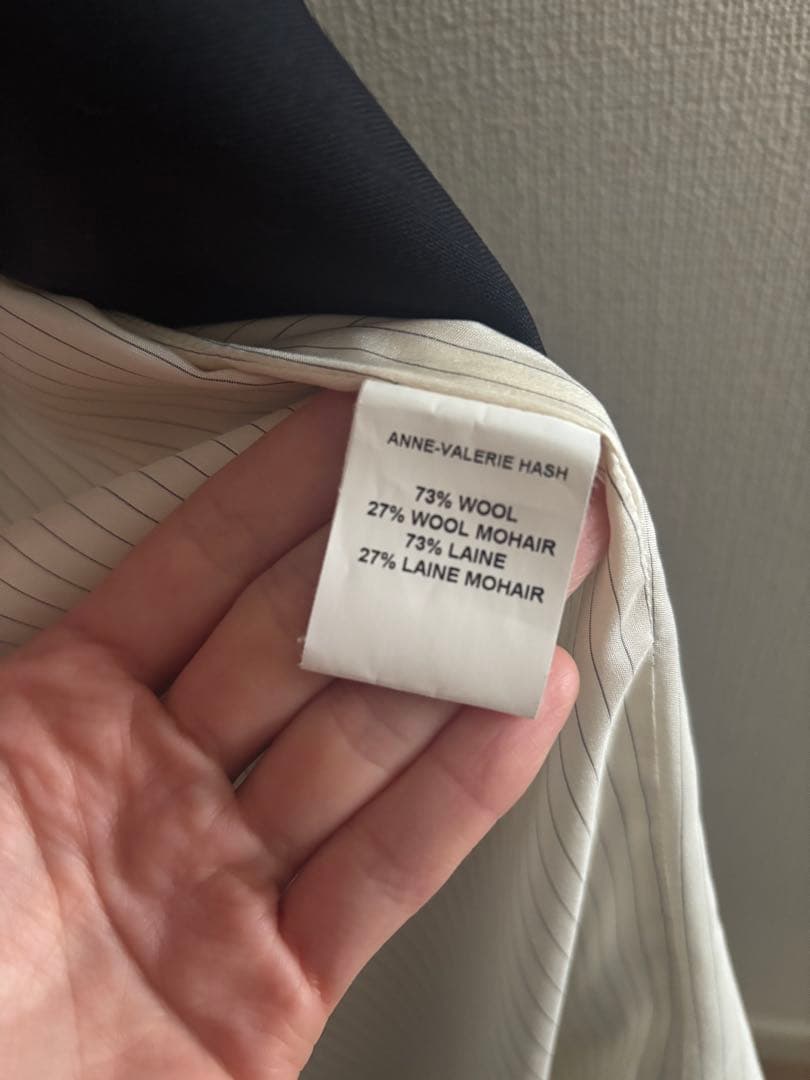 ANNE-VALERIE HASH
73% WOOL
27% WOOL MOHAIR
73% LAINE
27% LAINE MOHAIR